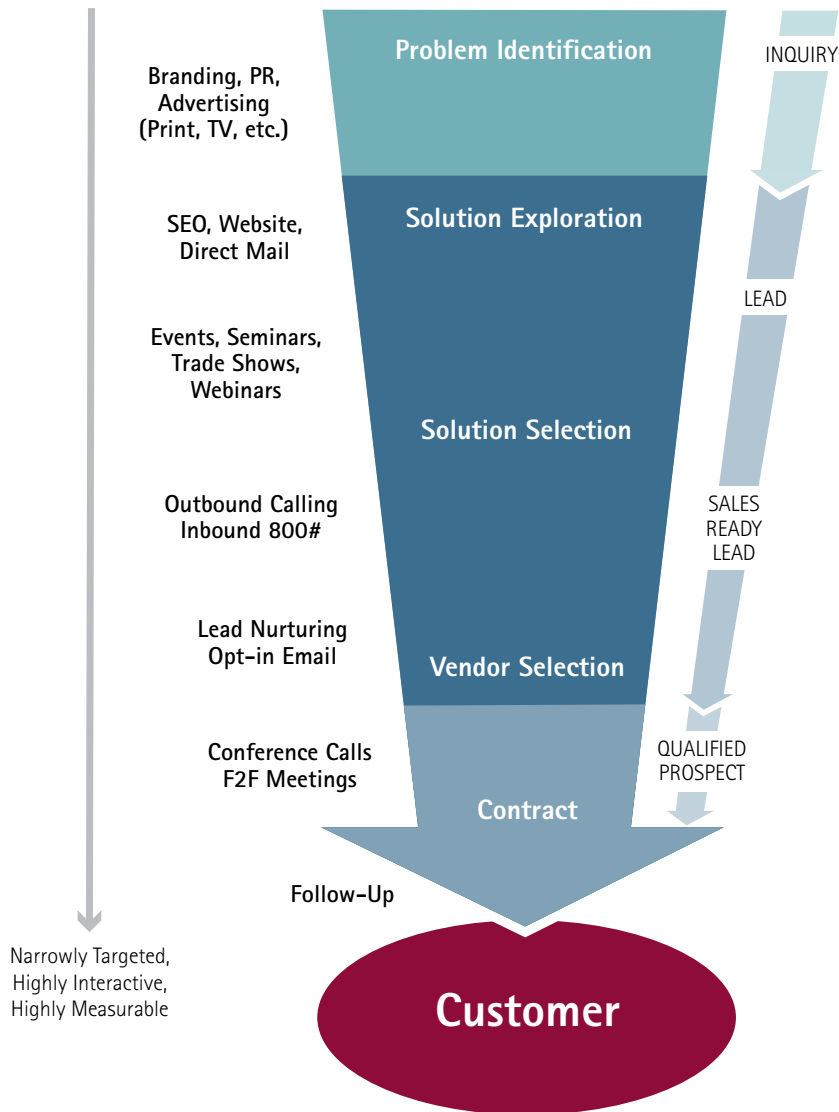 Problem Identification
INQUIRY
Branding, PR,
Advertising
(Print, TV, etc.)
Solution Exploration
SEO, Website,
Direct Mail
LEAD
Events, Seminars,
Trade Shows,
Webinars
Solution Selection
Outbound Calling
Inbound 800#
SALES
READY
LEAD
Lead Nurturing
Opt-in Email
Vendor Selection
Conference Calls
F2F Meetings
QUALIFIED
PROSPECT
Contract
Follow-Up
Narrowly Targeted,
Highly Interactive,
Highly Measurable
Customer